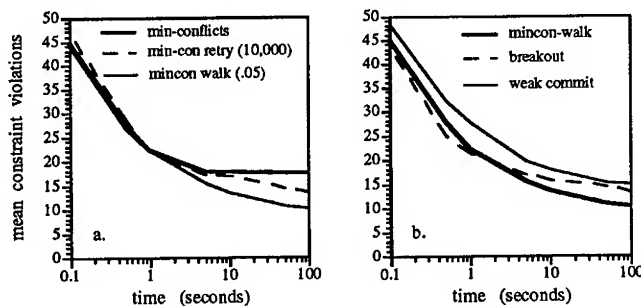 mean constraint violations
50
45
40
35
30
25
20
15
10
5
0
min-conflicts
min-con retry (10,000)
mincon walk (.05)
a.
0.1 1 10 100
time (seconds)
50
45
40
35
30
25
20
15
10
5
0
mincon-walk
breakout
weak commit
b.
0.1 1 10 100
time (seconds)